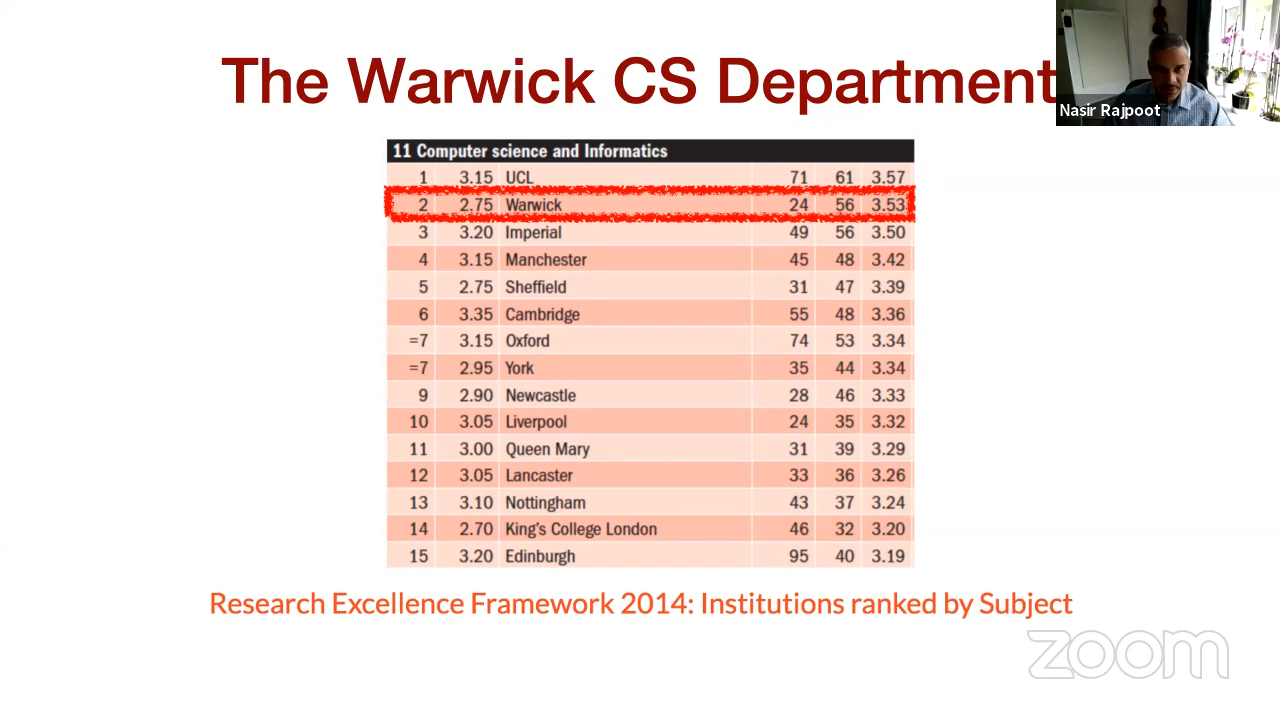 The Warwick CS Department
Nasir Rajpoot
11 Computer science and Informatics
1 3.15 UCL 71 61 3.57
2 2.75 Warwick 24 56 3.53
3 3.20 Imperial 49 56 3.50
4 3.15 Manchester 45 48 3.42
5 2.75 Sheffield 31 47 3.39
6 3.35 Cambridge 55 48 3.36
=7 3.15 Oxford 74 53 3.34
=7 2.95 York 35 44 3.34
9 2.90 Newcastle 28 46 3.33
10 3.05 Liverpool 24 35 3.32
11 3.00 Queen Mary 31 39 3.29
12 3.05 Lancaster 33 36 3.26
13 3.10 Nottingham 43 37 3.24
14 2.70 King's College London 46 32 3.20
15 3.20 Edinburgh 95 40 3.19
Research Excellence Framework 2014: Institutions ranked by Subject
zoom